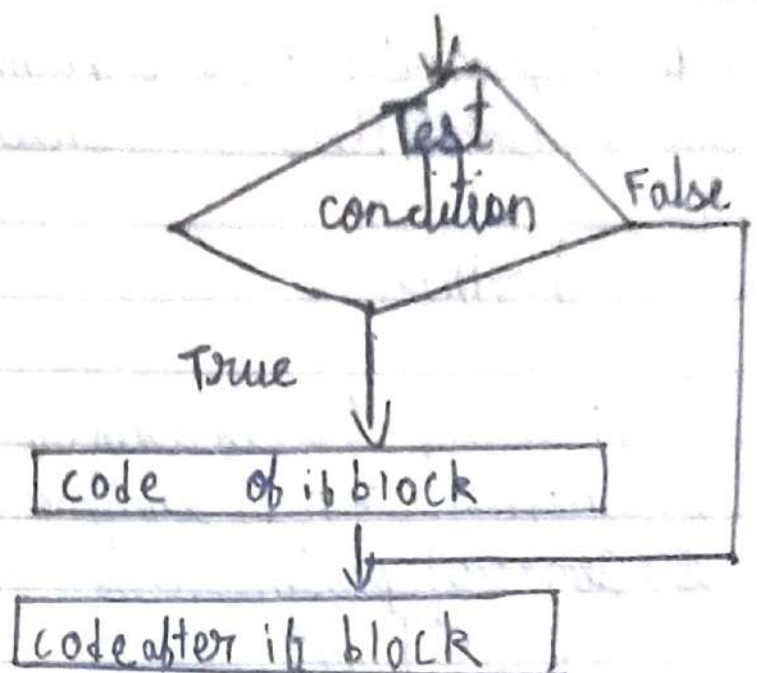 Test
condition
False
True
code of if block
code after if block